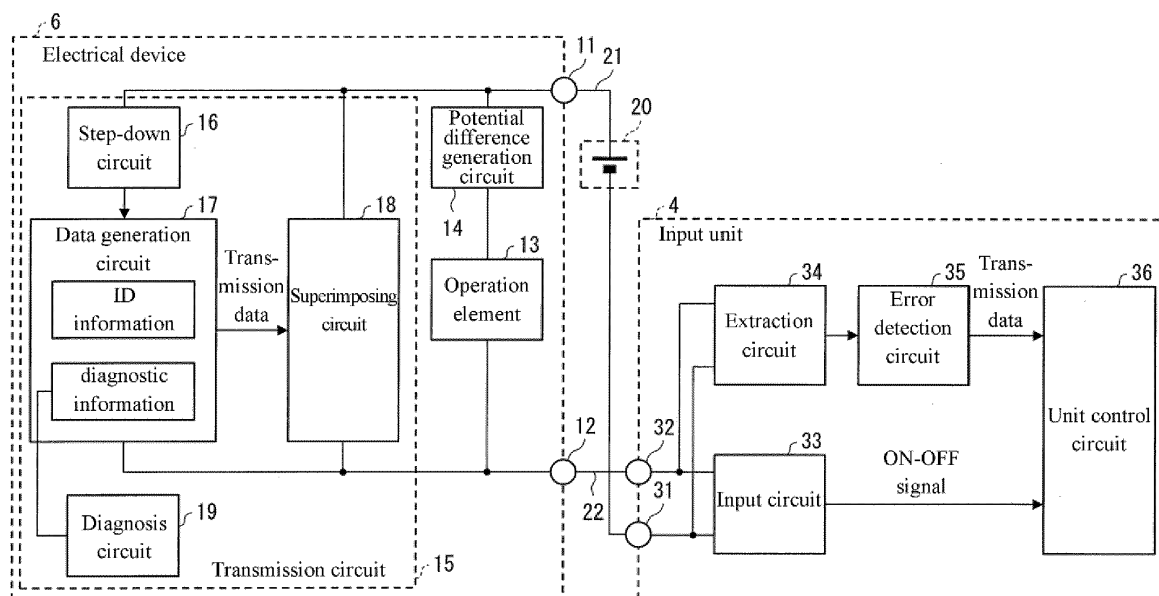 6
Electrical device
11
21
20
16
Step-down
circuit
Potential
difference
generation
circuit
14
17
Data generation
circuit
ID
information
diagnostic
information
Trans-
mission
data
18
Superimposing
circuit
13
Operation
element
12
22
19
Diagnosis
circuit
Transmission circuit
15
4
Input unit
34
Extraction
circuit
35
Error
detection
circuit
Trans-
mission
data
36
Unit control
circuit
32
31
33
Input circuit
ON-OFF
signal